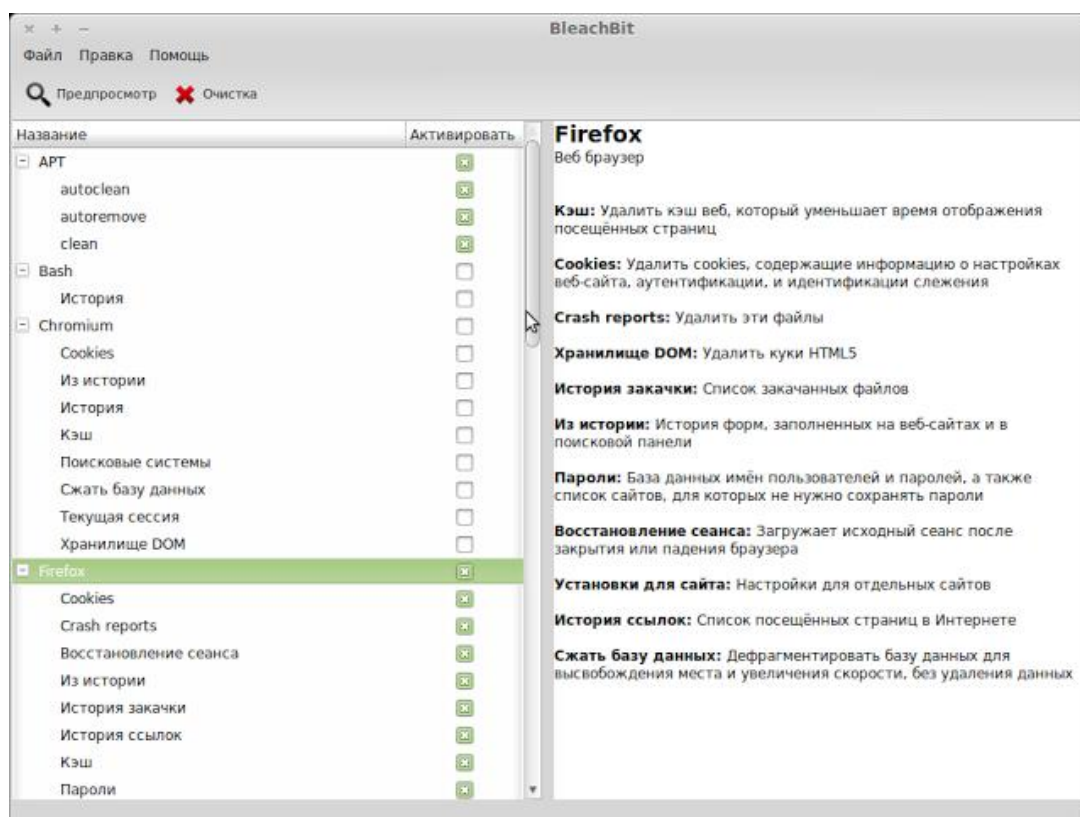 BleachBit
Файл Правка Помощь
Предпросмотр Очистка
Название Активировать
APT
autoclean
autoremove
clean
Bash
История
Chromium
Cookies
Из истории
История
Кэш
Поисковые системы
Сжать базу данных
Текущая сессия
Хранилище DOM
Firefox
Cookies
Crash reports
Восстановление сеанса
Из истории
История закачки
История ссылок
Кэш
Пароли
Firefox
Веб браузер
Кэш: Удалить кэш веб, который уменьшает время отображения
посещённых страниц
Cookies: Удалить cookies, содержащие информацию о настройках
веб-сайта, аутентификации, и идентификации слежения
Crash reports: Удалить эти файлы
Хранилище DOM: Удалить куки HTML5
История закачки: Список закачанных файлов
Из истории: История форм, заполненных на веб-сайтах и в
поисковой панели
Пароли: База данных имён пользователей и паролей, а также
список сайтов, для которых не нужно сохранять пароли
Восстановление сеанса: Загружает исходный сеанс после
закрытия или падения браузера
Установки для сайта: Настройки для отдельных сайтов
История ссылок: Список посещённых страниц в Интернете
Сжать базу данных: Дефрагментировать базу данных для
высвобождения места и увеличения скорости, без удаления данных